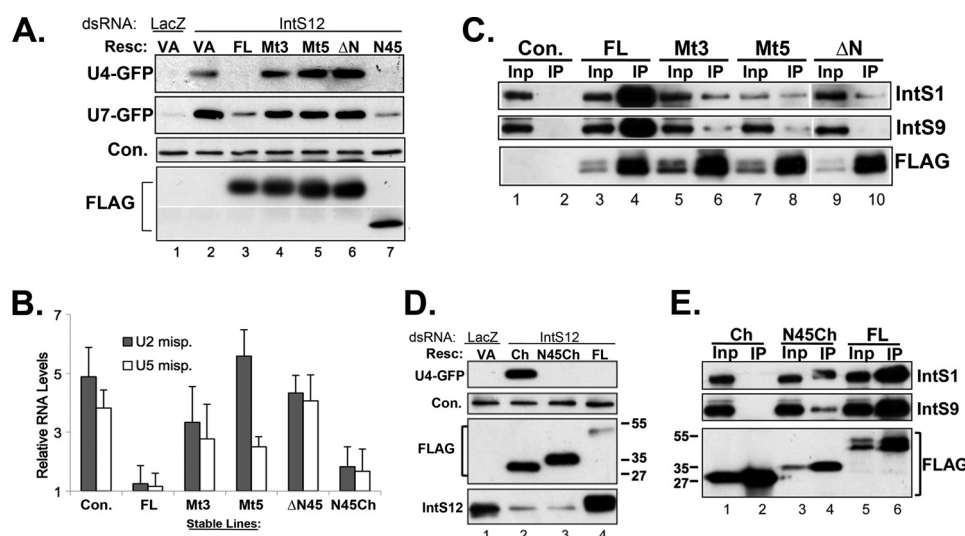 A.
dsRNA: LacZ IntS12
Resc: VA VA FL Mt3 Mt5 ΔN N45
U4-GFP
U7-GFP
Con.
FLAG
1 2 3 4 5 6 7
B.
Relative RNA Levels
7
5
3
1
U2 misp.
U5 misp.
Con. FL Mt3 Mt5 ΔN45 N45Ch
Stable Lines:
C.
Con. FL Mt3 Mt5 ΔN
Inp IP Inp IP Inp IP Inp IP Inp IP
IntS1
IntS9
FLAG
1 2 3 4 5 6 7 8 9 10
D.
dsRNA: LacZ IntS12
Resc: VA Ch N45Ch FL
U4-GFP
Con.
FLAG
55
35
27
IntS12
1 2 3 4
E.
Ch N45Ch FL
Inp IP Inp IP Inp IP
IntS1
IntS9
55
35
27
FLAG
1 2 3 4 5 6